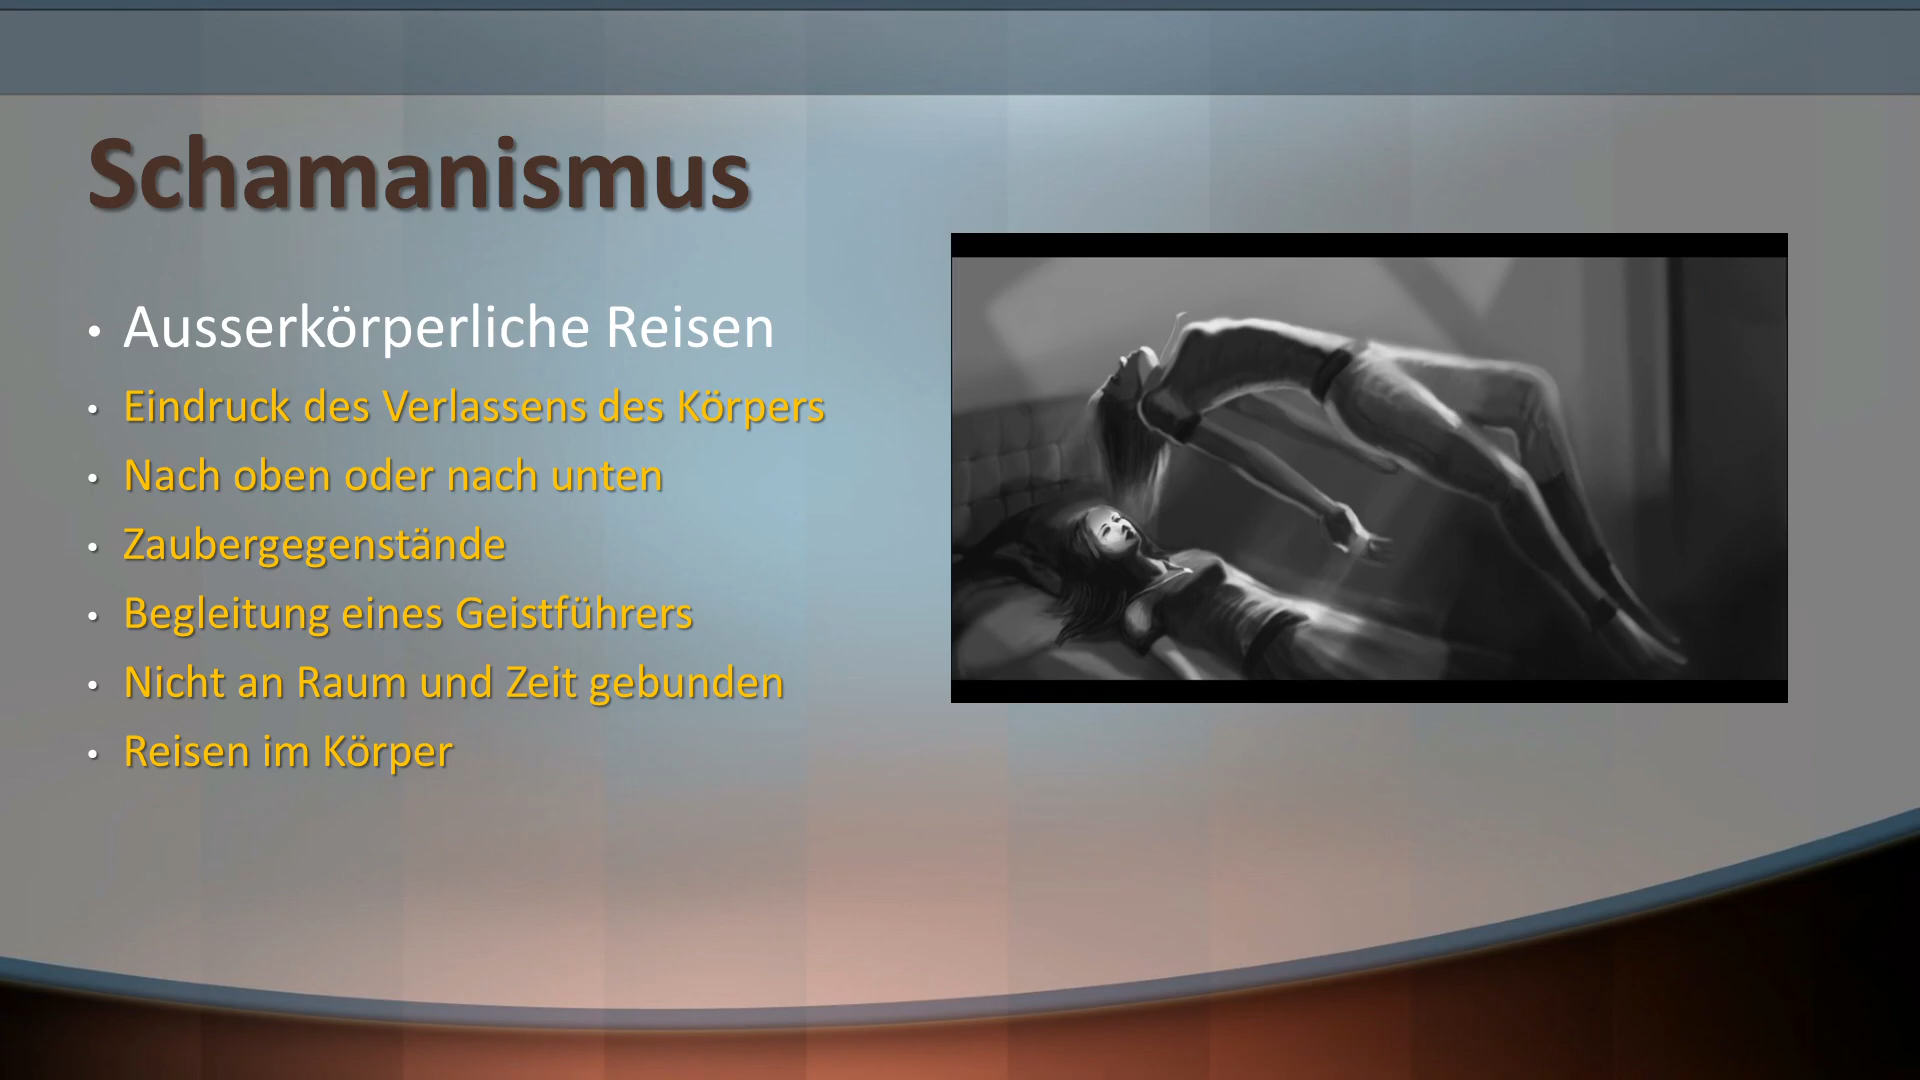 Schamanismus
• Ausserkörperliche Reisen
• Eindruck des Verlassens des Körpers
• Nach oben oder nach unten
• Zaubergegenstände
• Begleitung eines Geistführers
• Nicht an Raum und Zeit gebunden
• Reisen im Körper